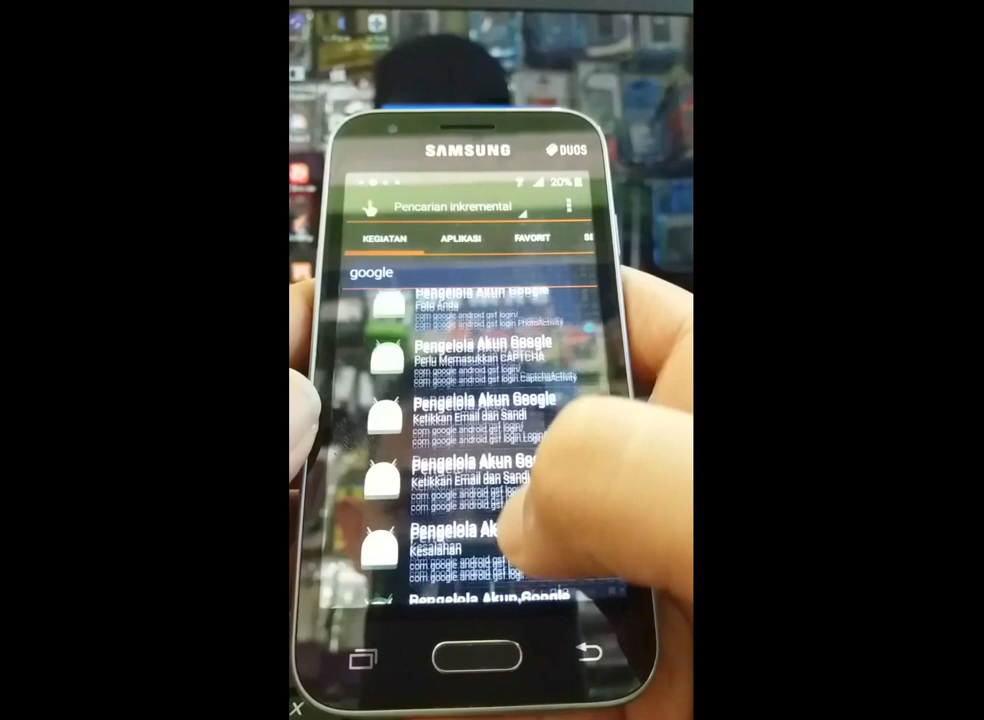 SAMSUNG
DUOS
20%
Pencarian inkremental
KEGIATAN APLIKASI FAVORIT
google
Pengelola Akun Google
Foto Anda
com.google.android.gsf.login/
com.google.android.gsf.login.PhotoActivity
Pengelola Akun Google
Perlu Memasukkan CAPTCHA
com.google.android.gsf.login/
com.google.android.gsf.login.CaptchaActivity
Pengelola Akun Google
Ketikkan Email dan Sandi
com.google.android.gsf.login/
com.google.android.gsf.login.Login
Pengelola Akun Goo
Ketikkan Email dan Sandi
com.google.android.gsf
com.google.android.gsf
Pengelola Ak
Kesalahan
com.google.android.gsf.log
com.google.android.gsf.login
Pengelola Akun Google